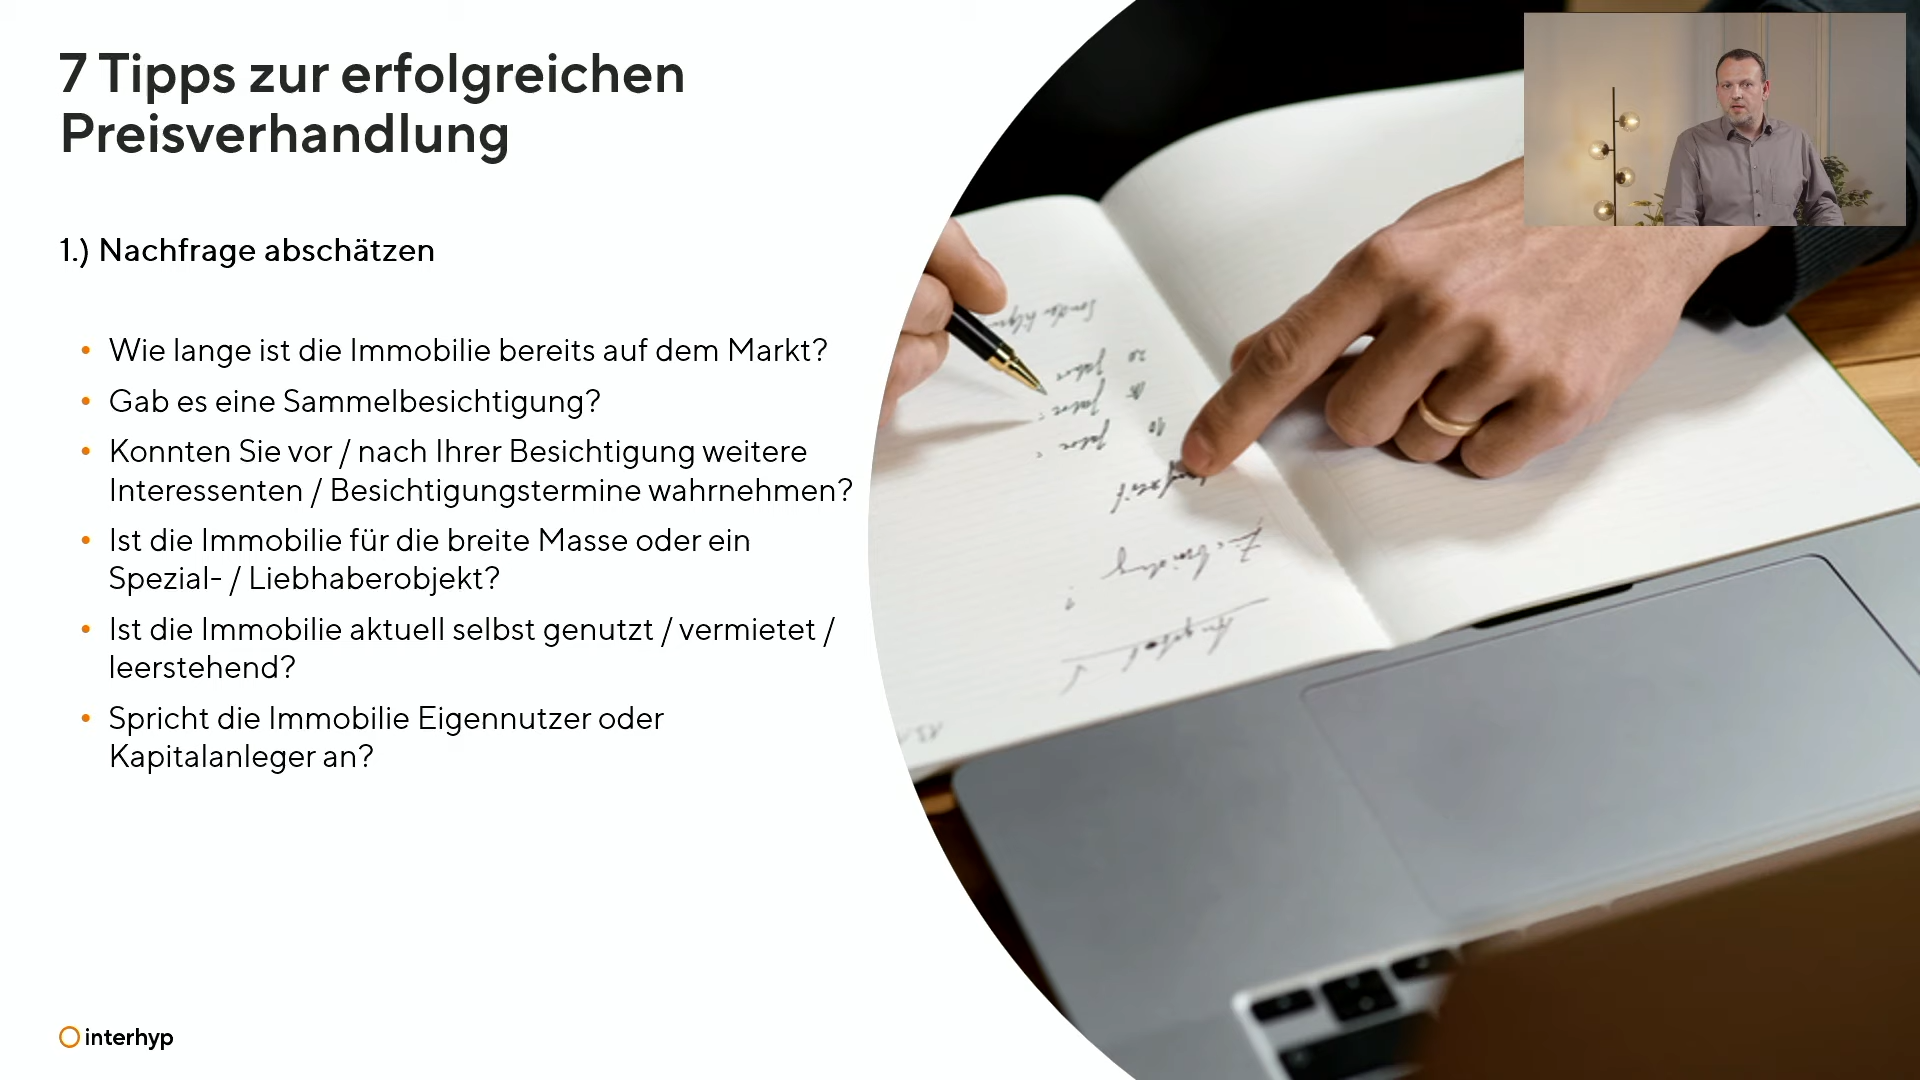 7 Tipps zur erfolgreichen
Preisverhandlung
1.) Nachfrage abschätzen
• Wie lange ist die Immobilie bereits auf dem Markt?
• Gab es eine Sammelbesichtigung?
• Konnten Sie vor / nach Ihrer Besichtigung weitere
Interessenten / Besichtigungstermine wahrnehmen?
• Ist die Immobilie für die breite Masse oder ein
Spezial- / Liebhaberobjekt?
• Ist die Immobilie aktuell selbst genutzt / vermietet /
leerstehend?
• Spricht die Immobilie Eigennutzer oder
Kapitalanleger an?
interhyp